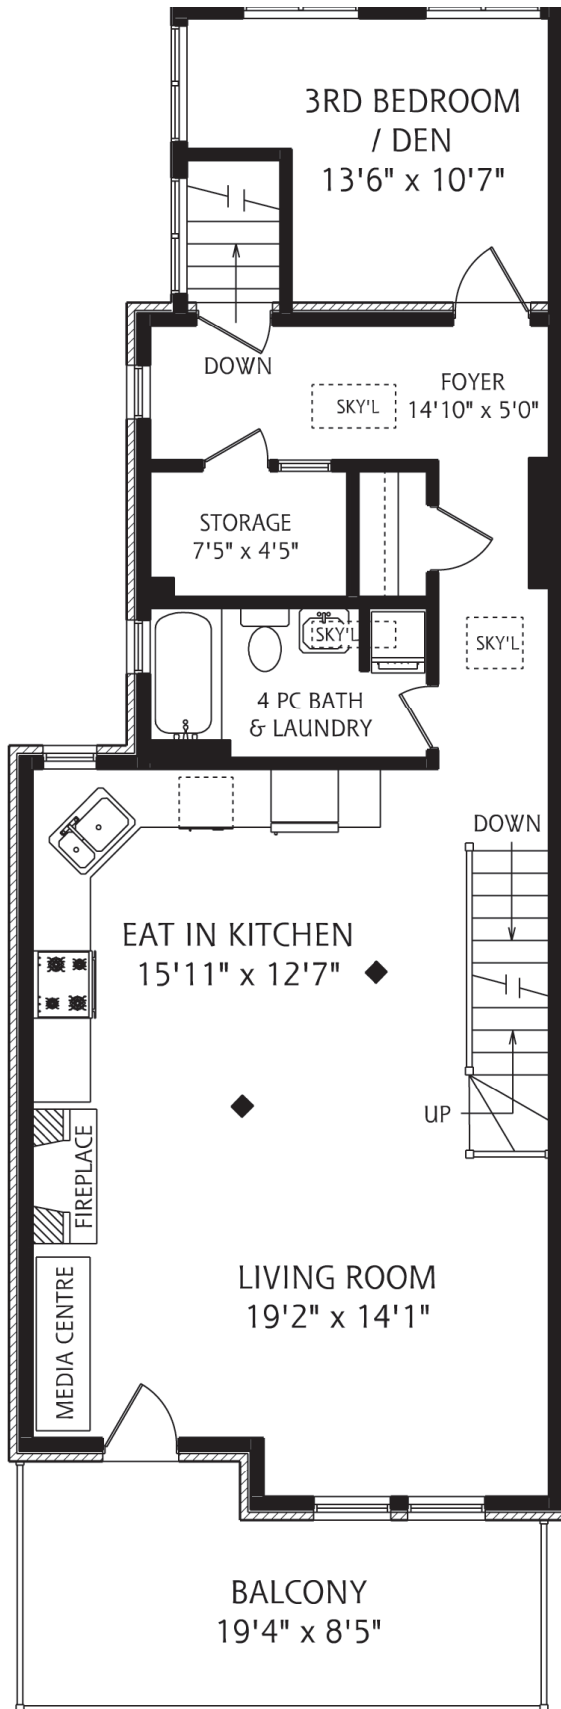 3RD BEDROOM
/ DEN
13'6" x 10'7"
DOWN
SKY'L
FOYER
14'10" x 5'0"
STORAGE
7'5" x 4'5"
SKY'L
SKY'L
4 PC BATH
& LAUNDRY
DOWN
EAT IN KITCHEN
15'11" x 12'7"
UP
FIREPLACE
LIVING ROOM
19'2" x 14'1"
MEDIA CENTRE
BALCONY
19'4" x 8'5"